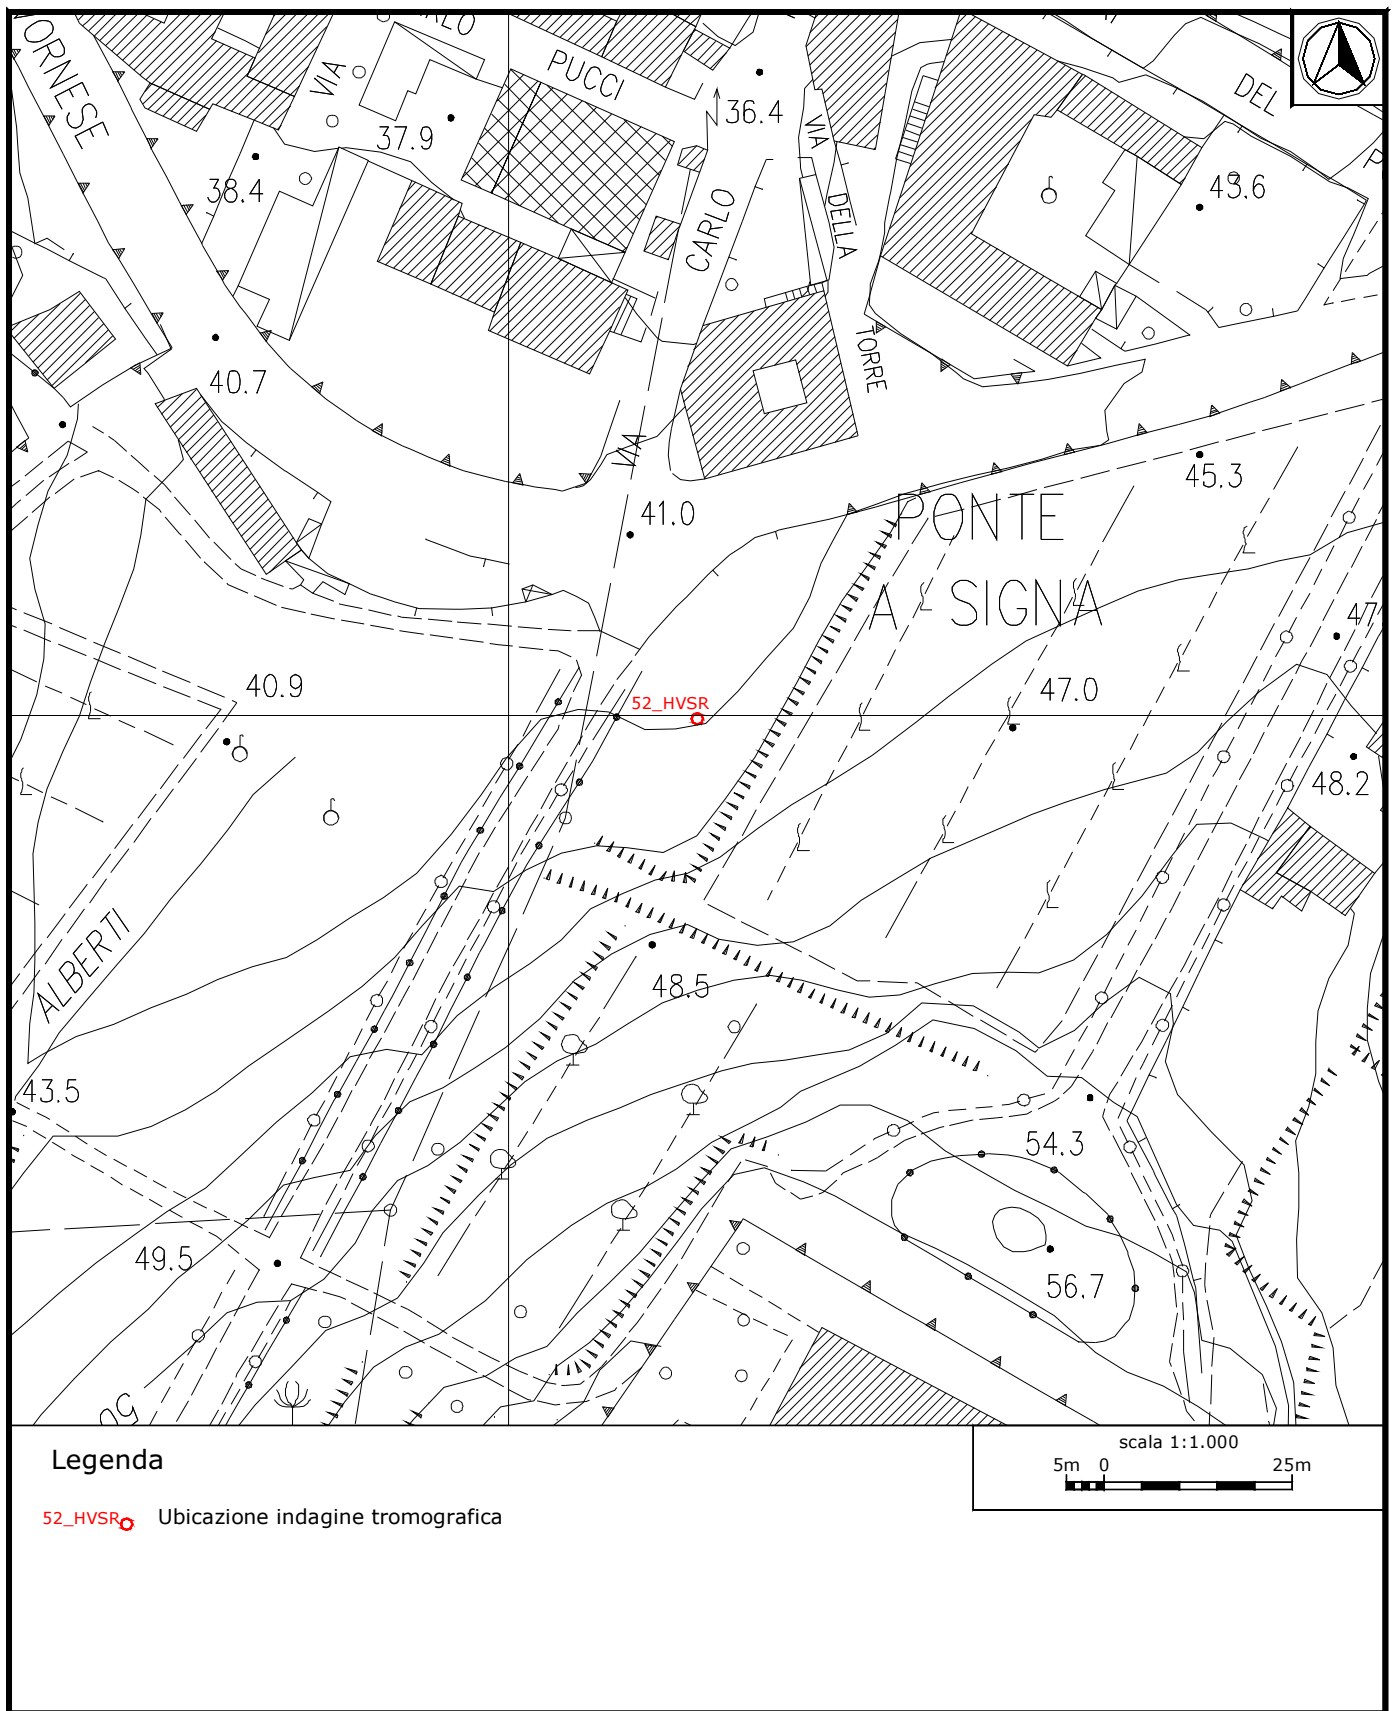 ORNESE
VIA
PUCCI
36.4
37.9
38.4
VIA
DELLA
TORRE
CARLO
DEL
43.6
40.7
VIA
41.0
45.3
PONTE
A SIGNA
47
40.9
52_HVSR
47.0
48.2
ALBERTI
48.5
43.5
54.3
49.5
56.7
50
Legenda
52_HVSR Ubicazione indagine tromografica
scala 1:1.000
5m 0 25m